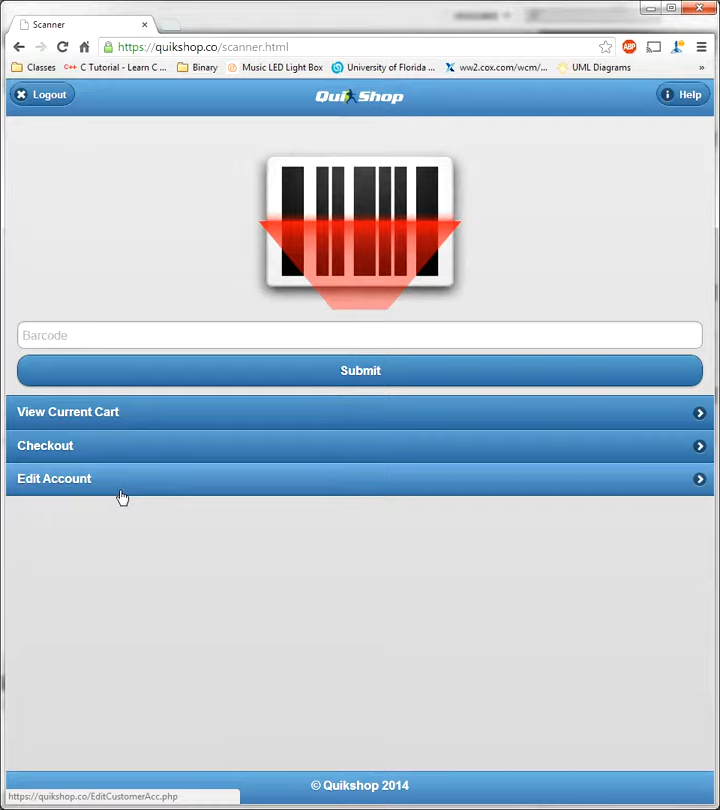 Scanner
https://quikshop.co/scanner.html
ABP
Classes C++ C Tutorial - Learn C ... Binary Music LED Light Box University of Florida ... ww2.cox.com/wcm/... UML Diagrams »
Logout QuikShop Help
Barcode
Submit
View Current Cart
Checkout
Edit Account
© Quikshop 2014
https://quikshop.co/EditCustomerAcc.php